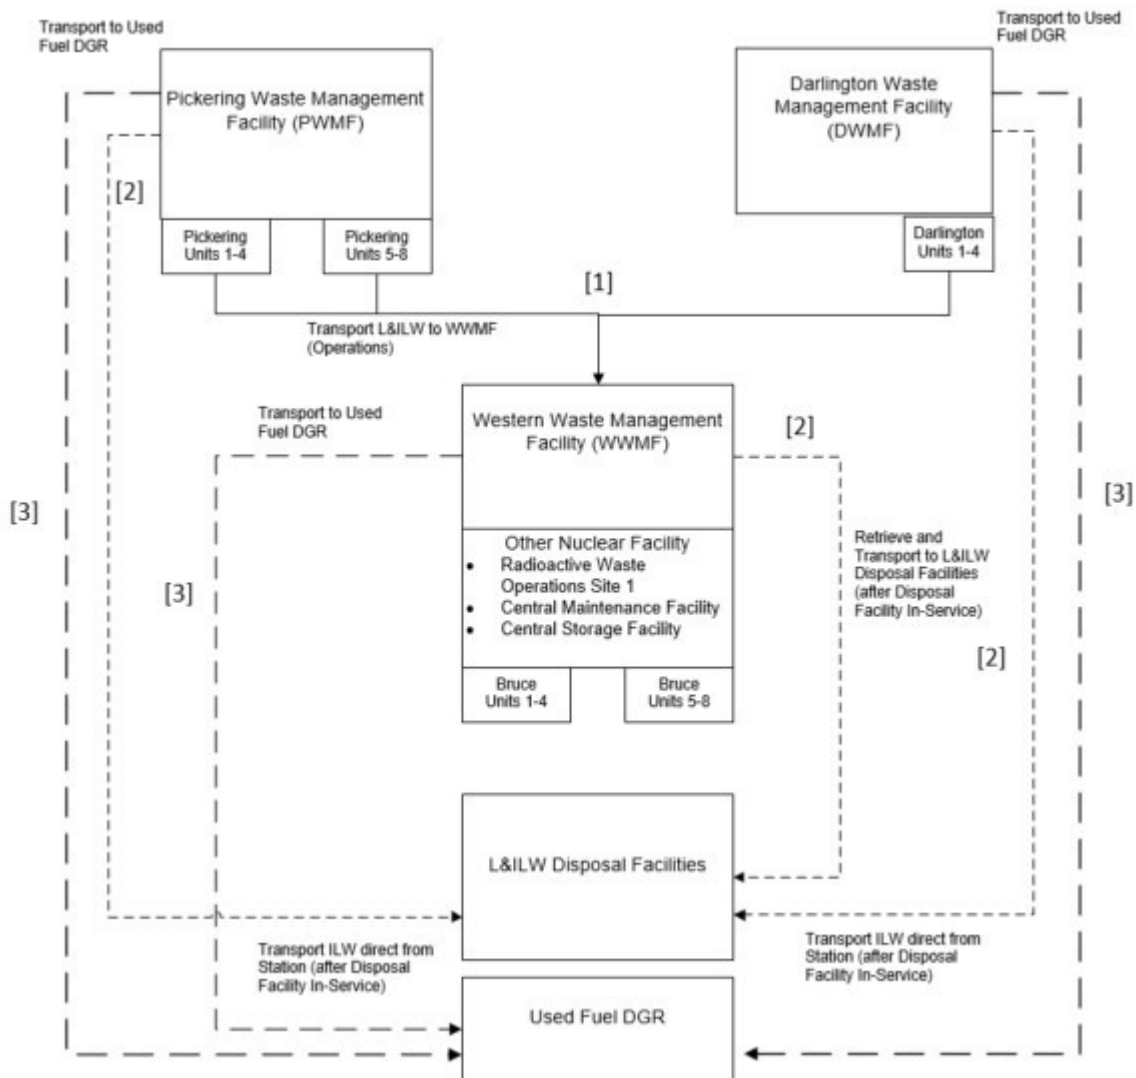 Transport to Used
Fuel DGR
Transport to Used
Fuel DGR
Pickering Waste Management
Facility (PWMF)
Darlington Waste
Management Facility
(DWMF)
[2]
Pickering
Units 1-4
Pickering
Units 5-8
Darlington
Units 1-4
[1]
Transport L&ILW to WWMF
(Operations)
Transport to Used
Fuel DGR
Western Waste Management
Facility (WWMF)
[2]
[3]
[3]
Other Nuclear Facility
• Radioactive Waste
Operations Site 1
• Central Maintenance Facility
• Central Storage Facility
[3]
Retrieve and
Transport to L&ILW
Disposal Facilities
(after Disposal
Facility In-Service)
[2]
Bruce
Units 1-4
Bruce
Units 5-8
L&ILW Disposal Facilities
Transport ILW direct from
Station (after Disposal
Facility In-Service)
Transport ILW direct from
Station (after Disposal
Facility In-Service)
Used Fuel DGR